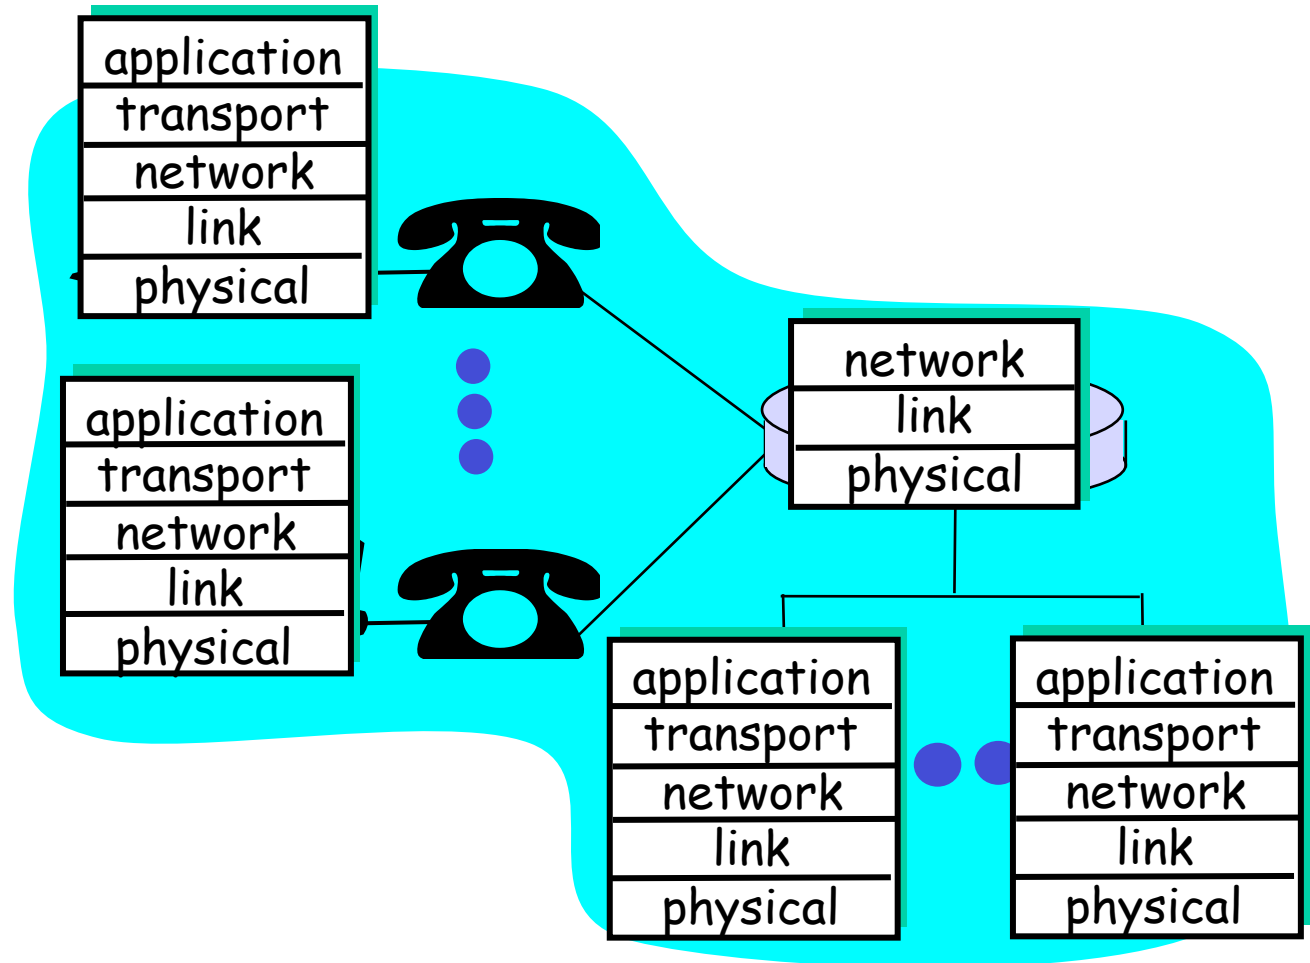 application
transport
network
link
physical
application
transport
network
link
physical
network
link
physical
application
transport
network
link
physical
application
transport
network
link
physical